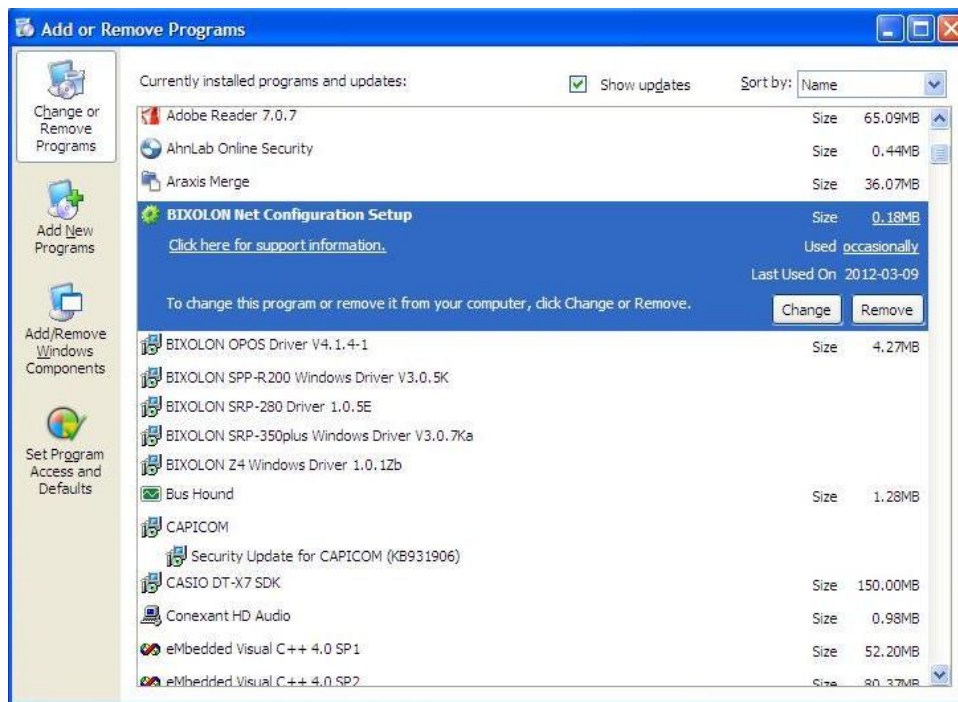 Add or Remove Programs
Change or
Remove
Programs
Add New
Programs
Add/Remove
Windows
Components
Set Program
Access and
Defaults
Currently installed programs and updates:
Show updates
Sort by: Name
Adobe Reader 7.0.7 Size 65.09MB
AhnLab Online Security Size 0.44MB
Araxis Merge Size 36.07MB
BIXOLON Net Configuration Setup Size 0.18MB
Click here for support information. Used occasionally
Last Used On 2012-03-09
To change this program or remove it from your computer, click Change or Remove. Change Remove
BIXOLON OPOS Driver V4.1.4-1 Size 4.27MB
BIXOLON SPP-R200 Windows Driver V3.0.5K
BIXOLON SRP-280 Driver 1.0.5E
BIXOLON SRP-350plus Windows Driver V3.0.7Ka
BIXOLON Z4 Windows Driver 1.0.1Zb
Bus Hound Size 1.28MB
CAPICOM
Security Update for CAPICOM (KB931906)
CASIO DT-X7 SDK Size 150.00MB
Conexant HD Audio Size 0.98MB
eMbedded Visual C++ 4.0 SP1 Size 52.20MB
eMbedded Visual C++ 4.0 SP2 Size 80.37MB